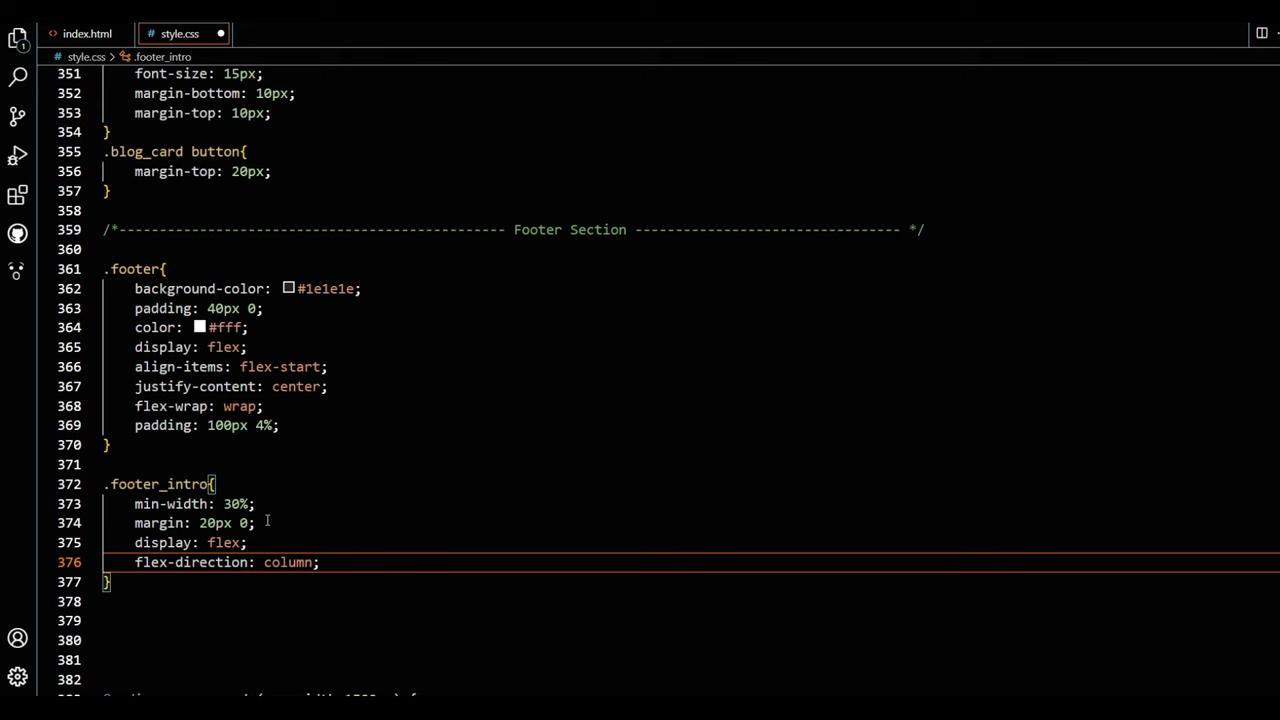 index.html
style.css
style.css
.footer_intro
1
351 font-size: 15px;
352 margin-bottom: 10px;
353 margin-top: 10px;
354 }
355 .blog_card button{
356 margin-top: 20px;
357 }
358
359 /*------------------------------------------------ Footer Section --------------------------------- */
360
361 .footer{
362 background-color: #1e1e1e;
363 padding: 40px 0;
364 color: #fff;
365 display: flex;
366 align-items: flex-start;
367 justify-content: center;
368 flex-wrap: wrap;
369 padding: 100px 4%;
370 }
371
372 .footer_intro{
373 min-width: 30%;
374 margin: 20px 0;
375 display: flex;
376 flex-direction: column;
377 }
378
379
380
381
382